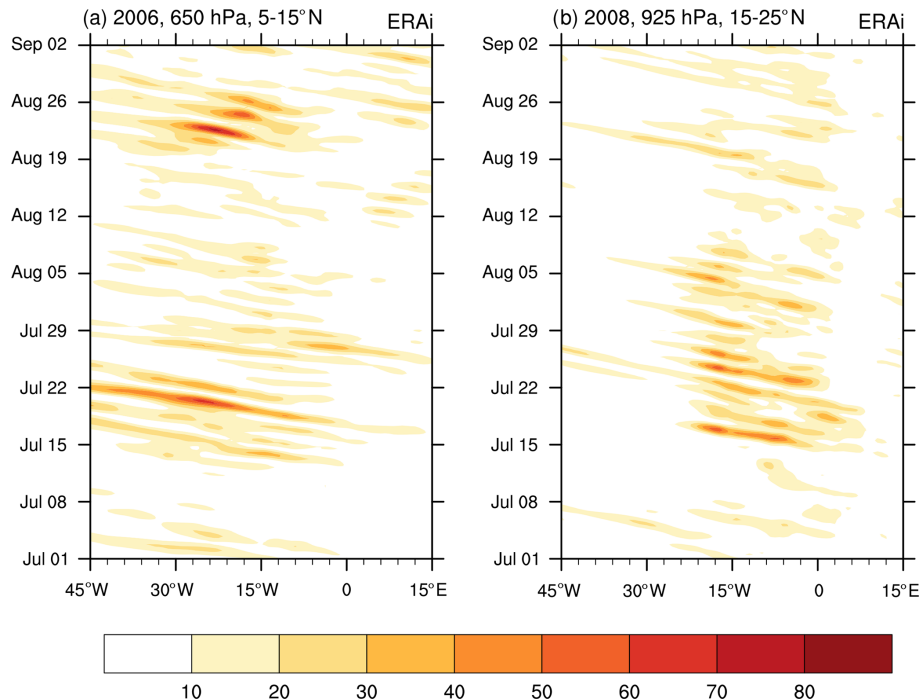 (a) 2006, 650 hPa, 5-15°N ERAi
(b) 2008, 925 hPa, 15-25°N ERAi
Sep 02
Aug 26
Aug 19
Aug 12
Aug 05
Jul 29
Jul 22
Jul 15
Jul 08
Jul 01
45°W 30°W 15°W 0 15°E
Sep 02
Aug 26
Aug 19
Aug 12
Aug 05
Jul 29
Jul 22
Jul 15
Jul 08
Jul 01
45°W 30°W 15°W 0 15°E
10 20 30 40 50 60 70 80